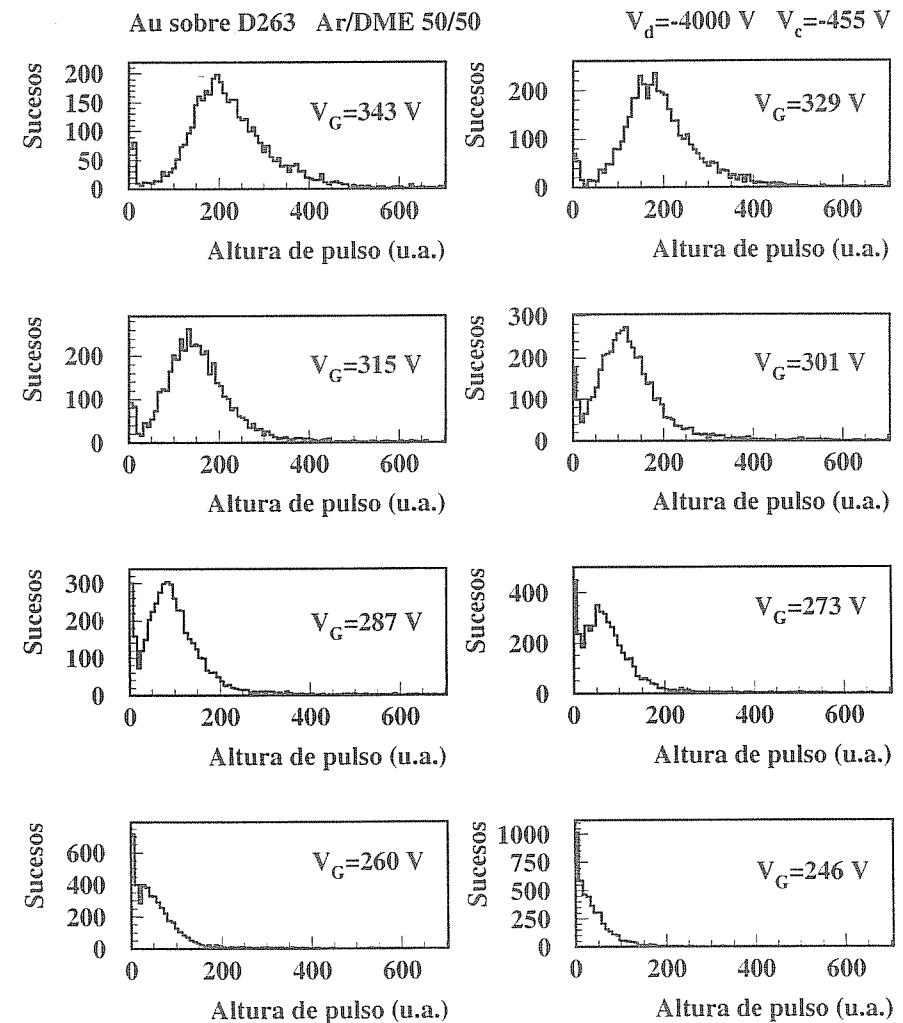 Au sobre D263 Ar/DME 50/50 V_d=-4000 V V_c=-455 V
Sucesos
200
150
100
50
0
V_G=343 V
0 200 400 600
Altura de pulso (u.a.)
Sucesos
200
100
0
V_G=329 V
0 200 400 600
Altura de pulso (u.a.)
Sucesos
200
100
0
V_G=315 V
0 200 400 600
Altura de pulso (u.a.)
Sucesos
300
200
100
0
V_G=301 V
0 200 400 600
Altura de pulso (u.a.)
Sucesos
300
200
100
0
V_G=287 V
0 200 400 600
Altura de pulso (u.a.)
Sucesos
400
200
0
V_G=273 V
0 200 400 600
Altura de pulso (u.a.)
Sucesos
600
400
200
0
V_G=260 V
0 200 400 600
Altura de pulso (u.a.)
Sucesos
1000
750
500
250
0
V_G=246 V
0 200 400 600
Altura de pulso (u.a.)